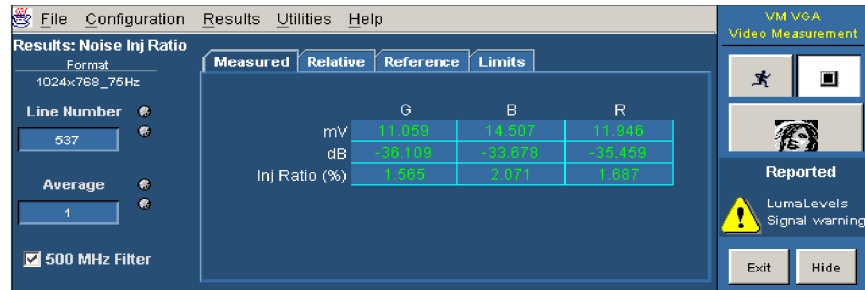 File Configuration Results Utilities Help
VM VGA
Video Measurement
Results: Noise Inj Ratio
Format
1024x768_75Hz
Line Number
537
Average
1
500 MHz Filter
Measured Relative Reference Limits
G B R
mV 11.059 14.507 11.946
dB -36.109 -33.678 -35.459
Inj Ratio (%) 1.565 2.071 1.687
Reported
LumaLevels
Signal warning
Exit Hide